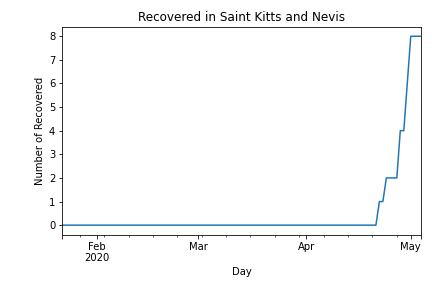 Recovered in Saint Kitts and Nevis
8
7
6
5
4
3
2
1
0
Number of Recovered
Feb
2020
Mar
Apr
May
Day